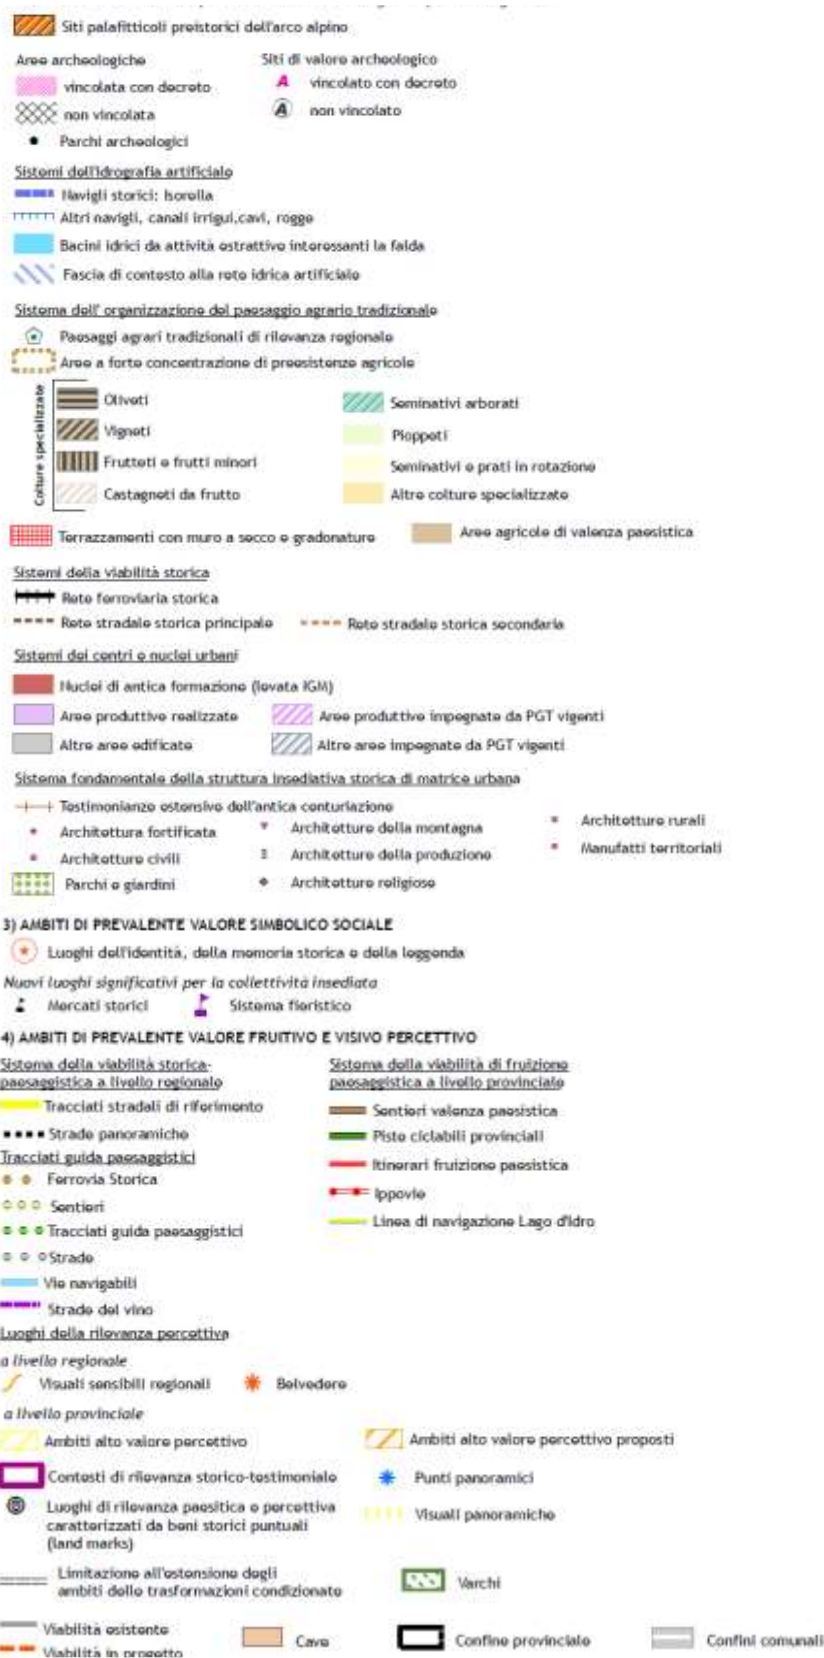 Siti palafitticoli preistorici dell'arco alpino
Aree archeologiche
Siti di valore archeologico
vincolata con decreto
A vincolato con decreto
non vincolata
A non vincolato
Parchi archeologici
Sistemi dell'idrografia artificiale
Navigli storici: Isorella
Altri navigli, canali irrigui,cavi, rogge
Bacini idrici da attività estrattive interessanti la falda
Fascia di contesto alla rete idrica artificiale
Sistema dell' organizzazione del paesaggio agrario tradizionale
Paesaggi agrari tradizionali di rilevanza regionale
Aree a forte concentrazione di preesistenze agricole
Colture specializzate
Oliveti
Seminativi arborati
Vigneti
Pioppeti
Frutteti e frutti minori
Seminativi e prati in rotazione
Castagneti da frutto
Altre colture specializzate
Terrazzamenti con muro a secco e gradonature
Aree agricole di valenza paesistica
Sistemi della viabilità storica
Rete ferroviaria storica
Rete stradale storica principale
Rete stradale storica secondaria
Sistemi dei centri e nuclei urbani
Nuclei di antica formazione (levata IGM)
Aree produttive realizzate
Aree produttive impegnate da PGT vigenti
Altre aree edificate
Altre aree impegnate da PGT vigenti
Sistema fondamentale della struttura insediativa storica di matrice urbana
Testimonianze estensive dell'antica centuriazione
Architettura fortificata
Architetture della montagna
Architetture rurali
Architetture civili
Architetture della produzione
Manufatti territoriali
Parchi e giardini
Architetture religiose
3) AMBITI DI PREVALENTE VALORE SIMBOLICO SOCIALE
Luoghi dell'identità, della memoria storica e della leggenda
Nuovi luoghi significativi per la collettività insediata
Mercati storici
Sistema fieristico
4) AMBITI DI PREVALENTE VALORE FRUITIVO E VISIVO PERCETTIVO
Sistema della viabilità storica-
paesaggistica a livello regionale
Sistema della viabilità di fruizione
paesaggistica a livello provinciale
Tracciati stradali di riferimento
Sentieri valenza paesistica
Strade panoramiche
Piste ciclabili provinciali
Tracciati guida paesaggistici
Itinerari fruizione paesistica
Ferrovia Storica
Ippovie
Sentieri
Linea di navigazione Lago d'Idro
Tracciati guida paesaggistici
Strade
Vie navigabili
Strade del vino
Luoghi della rilevanza percettiva
a livello regionale
Visuali sensibili regionali
Belvedere
a livello provinciale
Ambiti alto valore percettivo
Ambiti alto valore percettivo proposti
Contesti di rilevanza storico-testimoniale
Punti panoramici
Luoghi di rilevanza paesitica e percettiva
caratterizzati da beni storici puntuali
(land marks)
Visuali panoramiche
Limitazione all'estensione degli
ambiti delle trasformazioni condizionate
Varchi
Viabilità esistente
Viabilità in progetto
Cave
Confine provinciale
Confini comunali